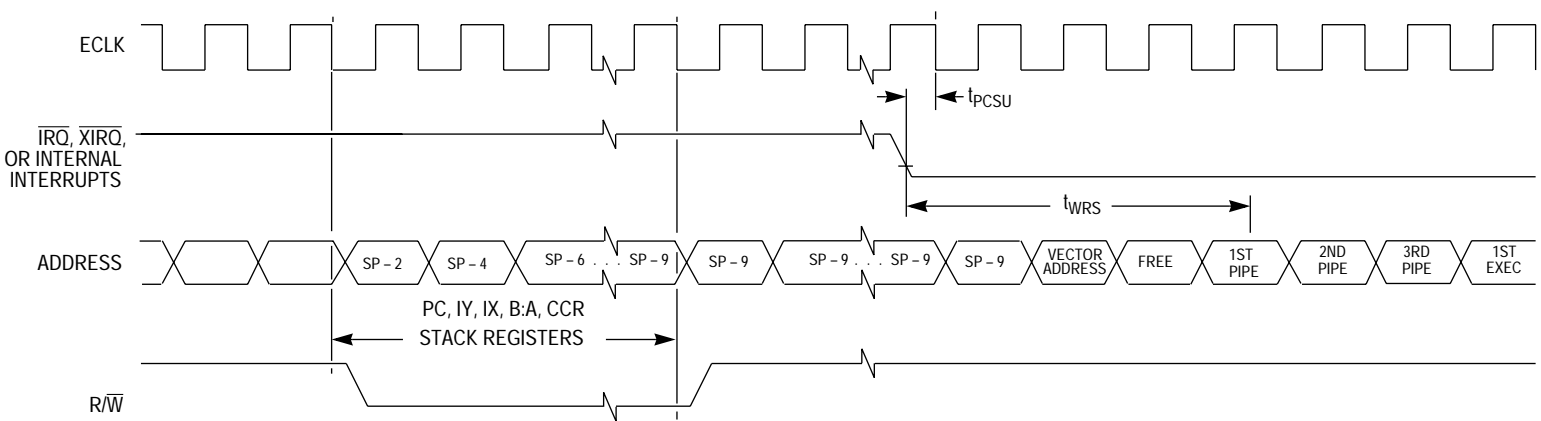 ECLK
tPCSU
IRQ, XIRQ,
OR INTERNAL
INTERRUPTS
tWRS
ADDRESS
SP – 2
SP – 4
SP – 6 . . . SP – 9
SP – 9
SP – 9 . . . SP – 9
SP – 9
VECTOR
ADDRESS
FREE
1ST
PIPE
2ND
PIPE
3RD
PIPE
1ST
EXEC
PC, IY, IX, B:A, CCR
STACK REGISTERS
R/W